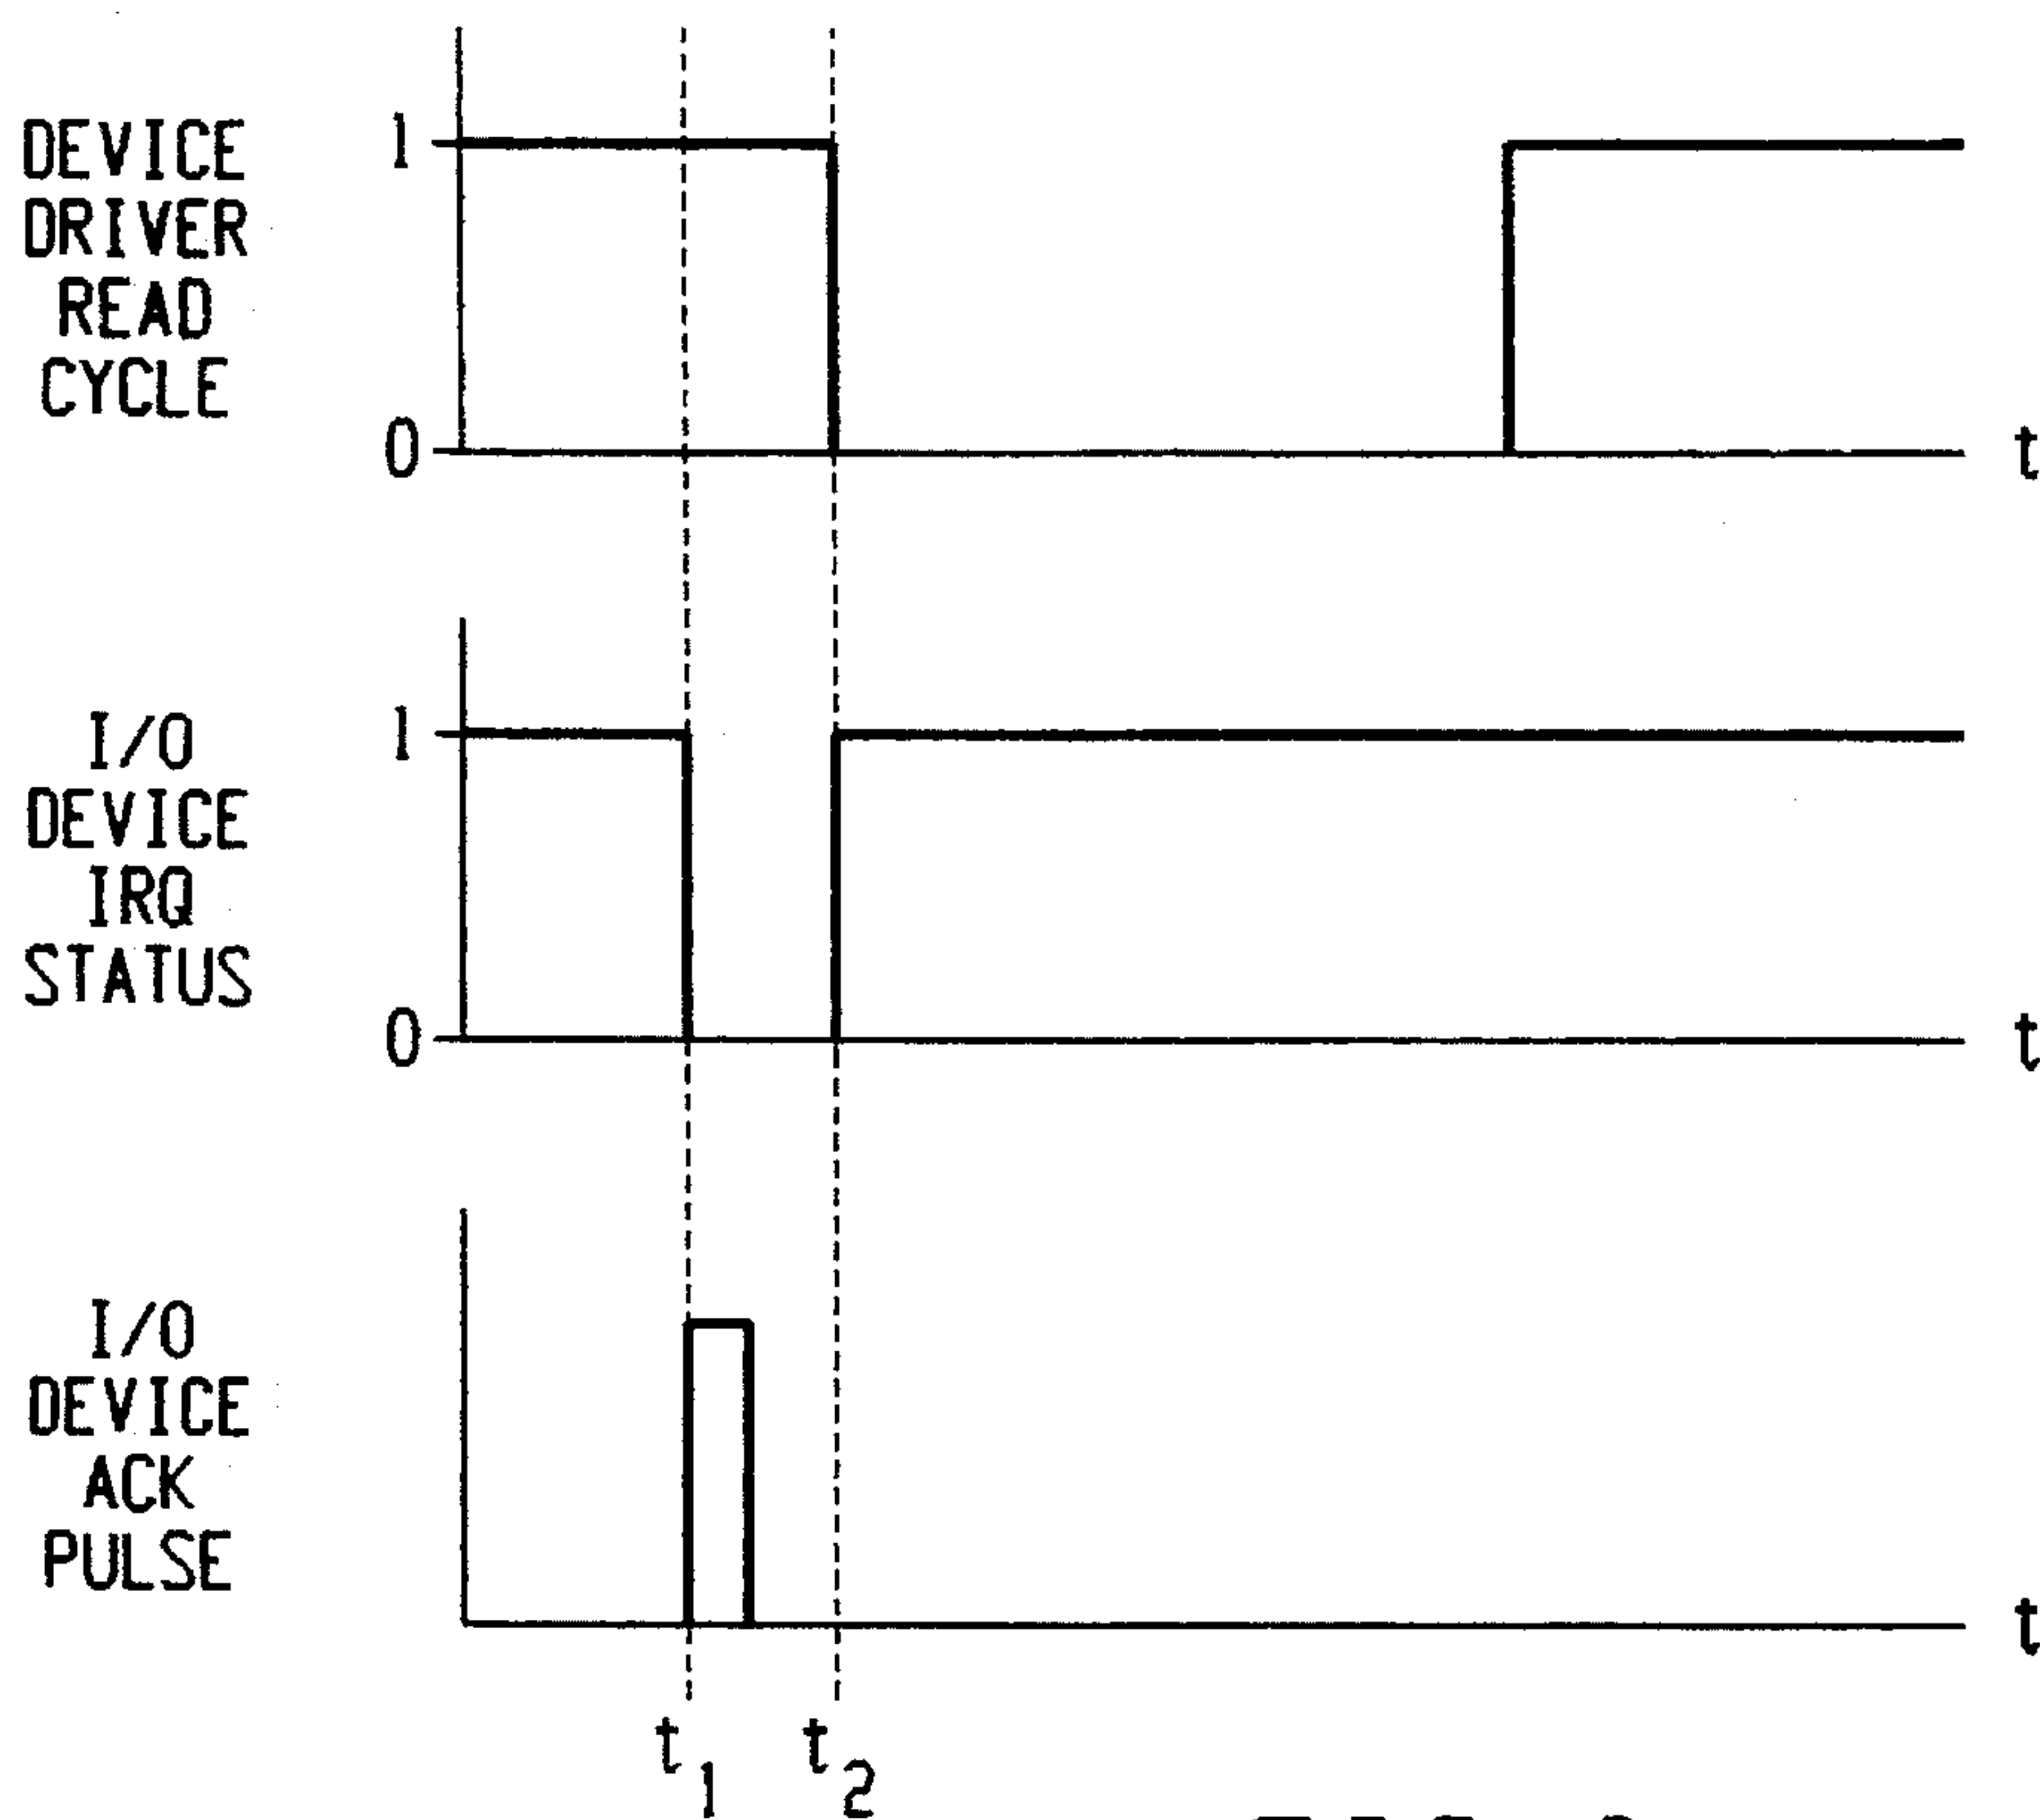 DEVICE
DRIVER
READ
CYCLE
1
0
t
I/O
DEVICE
IRQ
STATUS
1
0
t
I/O
DEVICE
ACK
PULSE
t
t1
t2